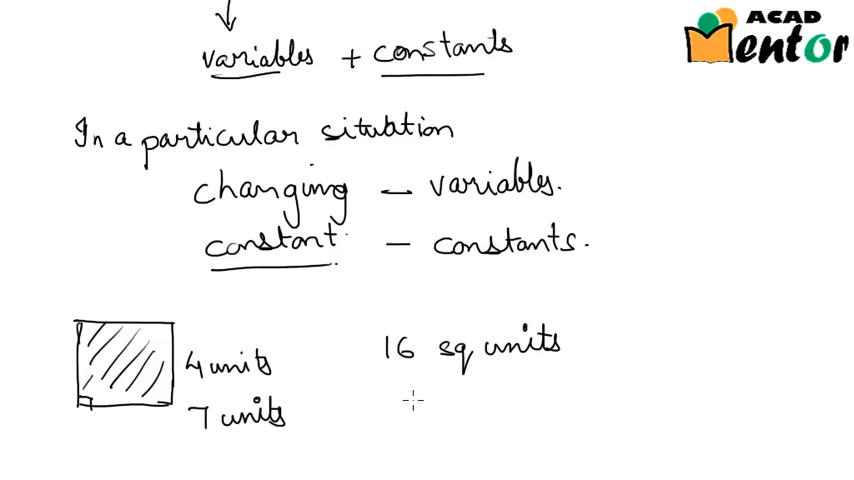 ACAD
Mentor
variables + constants
In a particular situation
changing - variables.
constant - constants.
4 units
16 sq units
7 units